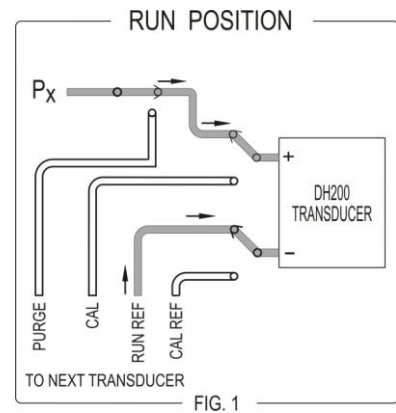 RUN POSITION
Px
+
DH200
TRANSDUCER
−
PURGE
CAL
RUN REF
CAL REF
TO NEXT TRANSDUCER
FIG. 1